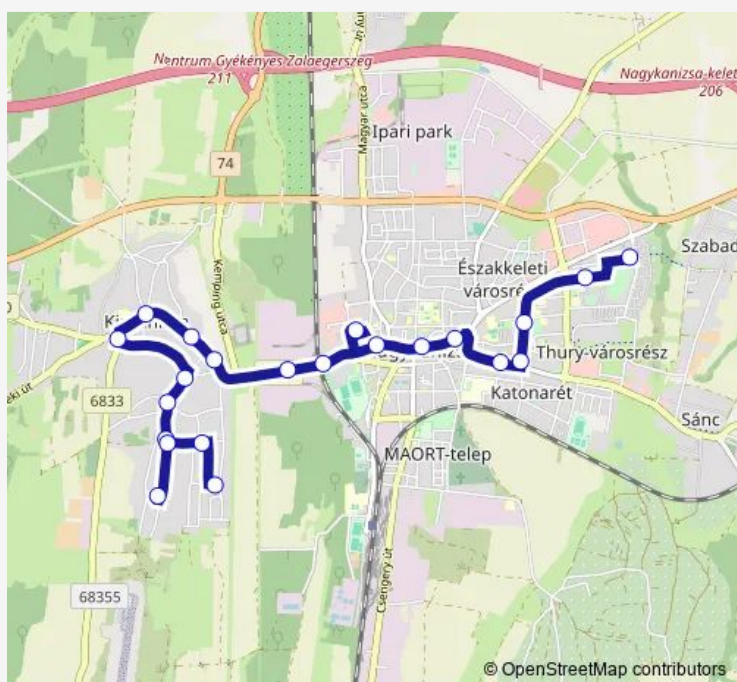 Nentrum Gyékényes Zalaegerszeg
211
Nagykanizsa-kelet
206
Magyar utca
Ipari park
74
Szabad
Északkeleti
városré
Kemping utca
Thury-városrész
6833
Katonarét
Sánc
MAORT-telep
Csengery út
68355
© OpenStreetMap contributors